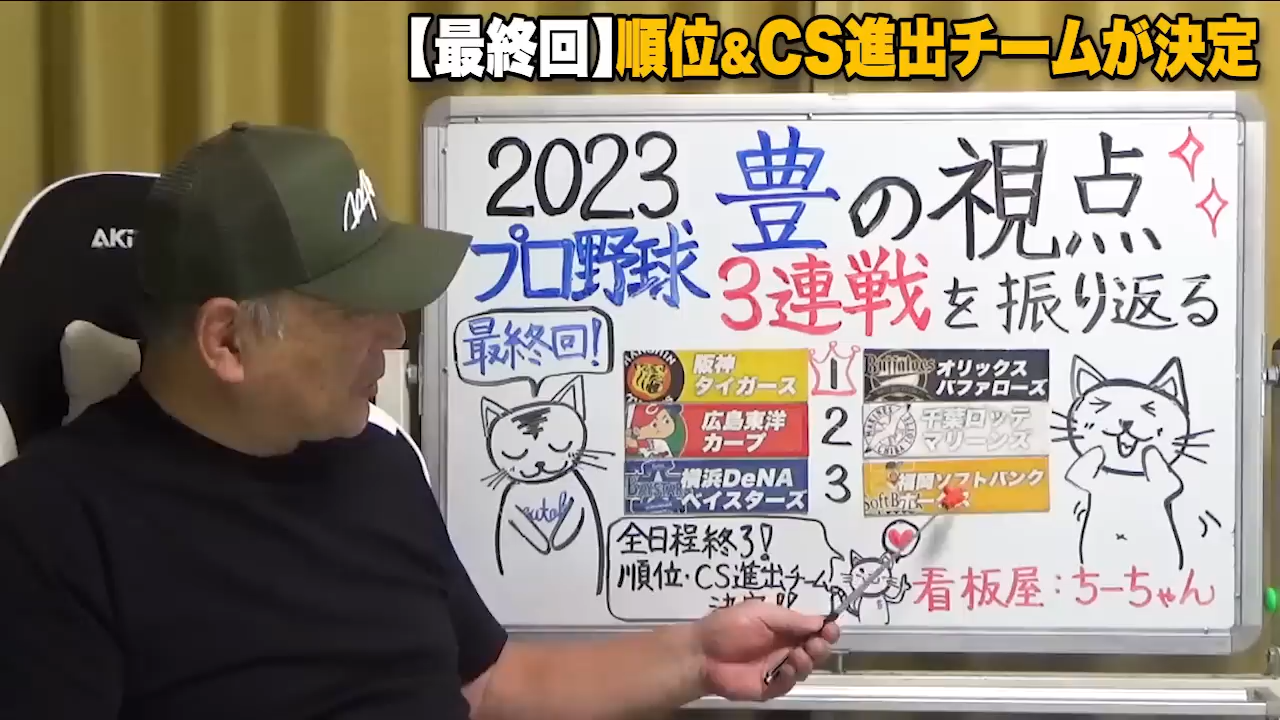 【最終回】順位&CS進出チームが決定
2023 豊の視点
プロ野球 3連戦を振り返る
最終回!
阪神
タイガース
1
オリックス
バファローズ
広島東洋
カープ
2
千葉ロッテ
マリーンズ
横浜DeNA
ベイスターズ
3
福岡ソフトバンク
全日程終了!
順位・CS進出チーム
看板屋:ちーちゃん